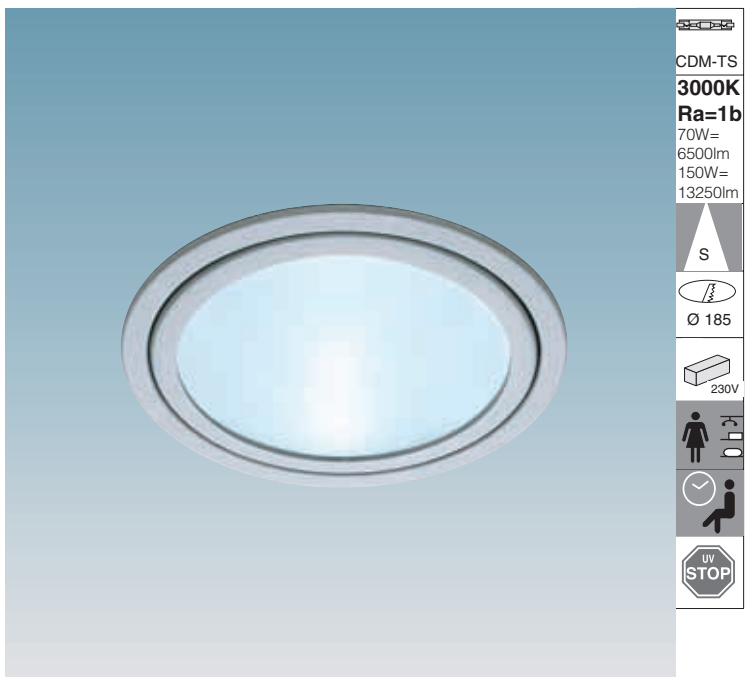 CDM-TS
3000K
Ra=1b
70W=
6500lm
150W=
13250lm
S
Ø 185
230V
UV
STOP